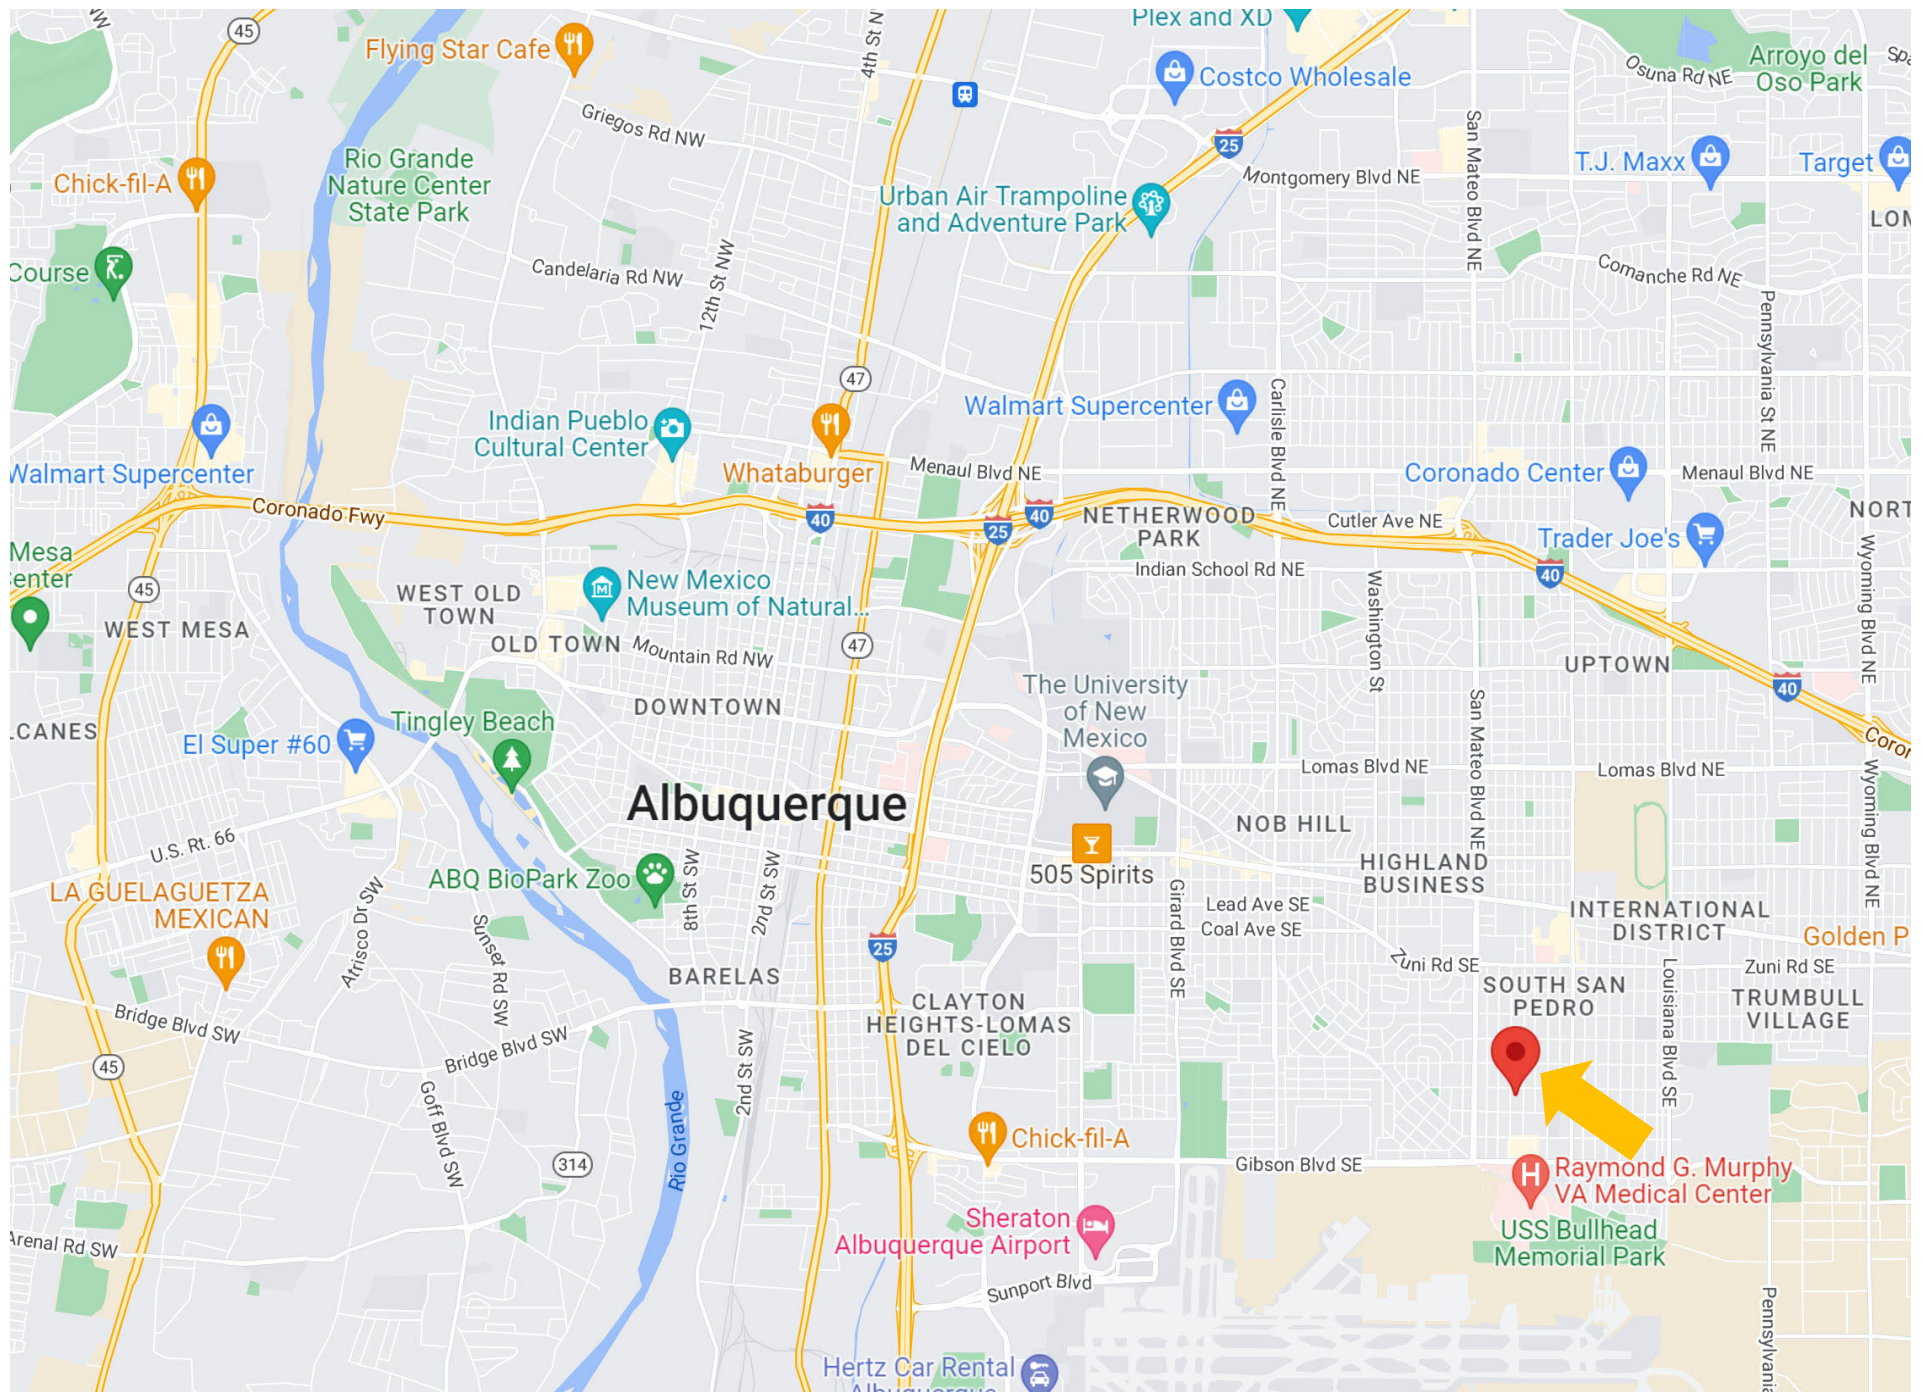 45
Flying Star Cafe
4th St N
Plex and XD
Costco Wholesale
Osuna Rd NE
Arroyo del
Oso Park
Griegos Rd NW
25
San Mateo Blvd NE
Montgomery Blvd NE
T.J. Maxx
Target
Chick-fil-A
Rio Grande
Nature Center
State Park
Urban Air Trampoline
and Adventure Park
Course
Candelaria Rd NW
12th St NW
Comanche Rd NE
Pennsylvania St NE
47
Carlisle Blvd NE
Walmart Supercenter
Indian Pueblo
Cultural Center
Whataburger
Walmart Supercenter
Menaul Blvd NE
Coronado Center
Menaul Blvd NE
Coronado Fwy
40
25
40
NETHERWOOD
PARK
Cutler Ave NE
Trader Joe's
Mesa
Indian School Rd NE
40
Wyoming Blvd NE
45
WEST OLD
TOWN
New Mexico
Museum of Natural...
Washington St
WEST MESA
OLD TOWN
Mountain Rd NW
47
UPTOWN
The University
of New
Mexico
40
DOWNTOWN
San Mateo Blvd NE
Tingley Beach
El Super #60
Lomas Blvd NE
Lomas Blvd NE
Wyoming Blvd NE
Albuquerque
NOB HILL
U.S. Rt. 66
HIGHLAND
BUSINESS
505 Spirits
ABQ BioPark Zoo
8th St SW
2nd St SW
LA GUELAGUETZA
MEXICAN
Atrisco Dr SW
Sunset Rd SW
Girard Blvd SE
Lead Ave SE
Coal Ave SE
INTERNATIONAL
DISTRICT
Golden P
25
Zuni Rd SE
Zuni Rd SE
BARELAS
SOUTH SAN
PEDRO
Louisiana Blvd SE
TRUMBULL
VILLAGE
CLAYTON
HEIGHTS-LOMAS
DEL CIELO
Bridge Blvd SW
Bridge Blvd SW
45
2nd St SW
Goff Blvd SW
Rio Grande
Chick-fil-A
314
Gibson Blvd SE
Raymond G. Murphy
VA Medical Center
Sheraton
Albuquerque Airport
USS Bullhead
Memorial Park
Arenal Rd SW
Sunport Blvd
Pennsylvania
Hertz Car Rental